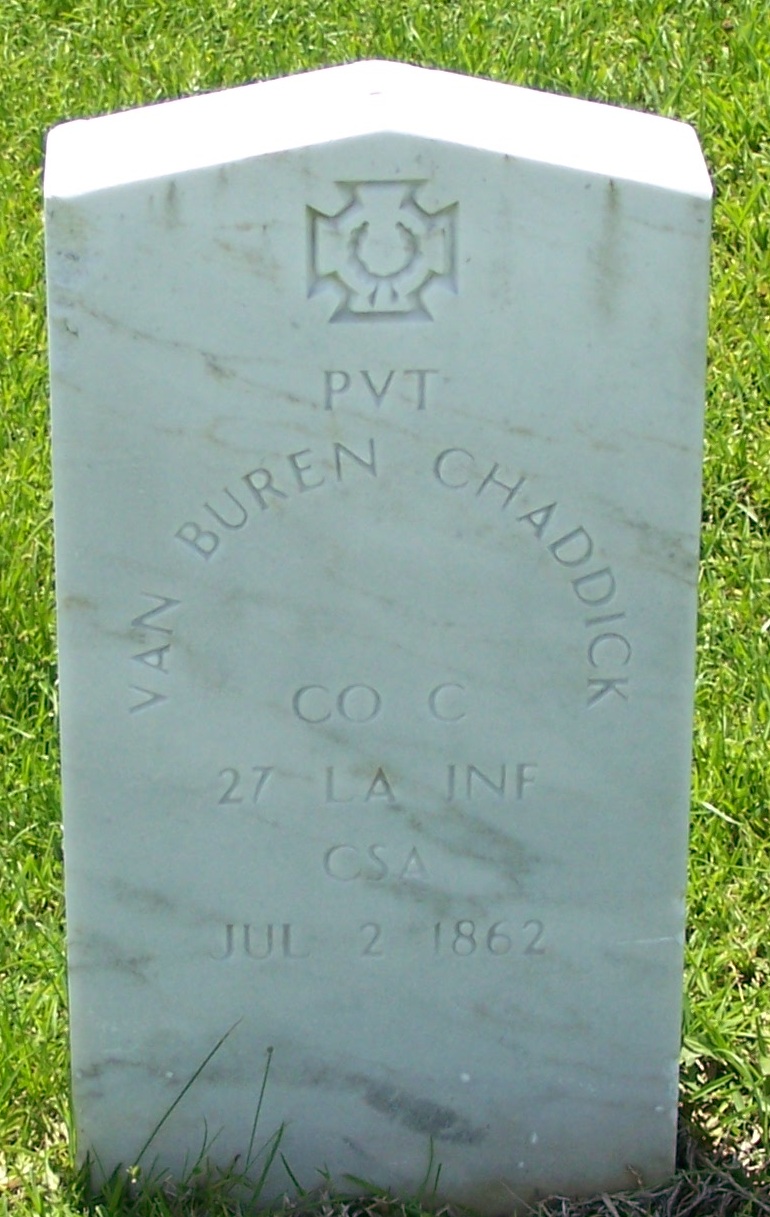 PVT
VAN BUREN CHADDICK
CO C
27 LA INF
CSA
JUL 2 1862